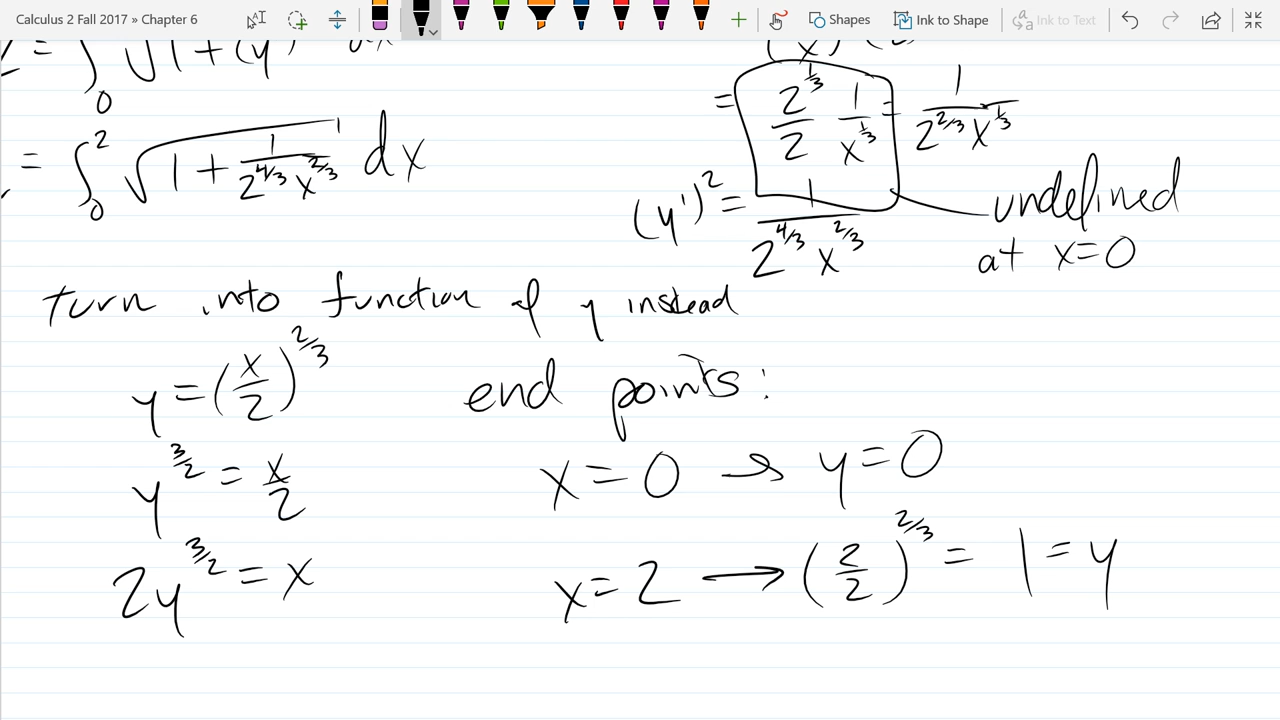 Calculus 2 Fall 2017 » Chapter 6
Shapes
Ink to Shape
Ink to Text
= ∫₀ √1 + (y
= ∫₀² √(1 + 1/(2^(4/3) x^(2/3))) dx
= 2^(1/3)/2 1/x^(1/3) = 1/(2^(2/3) x^(1/3))
(y')² = 1/(2^(4/3) x^(2/3))
undefined
at x=0
turn into function of y instead
y = (x/2)^(2/3)
end points:
y^(3/2) = x/2
x=0 → y=0
2y^(3/2) = x
x=2 → (2/2)^(2/3) = 1 = y